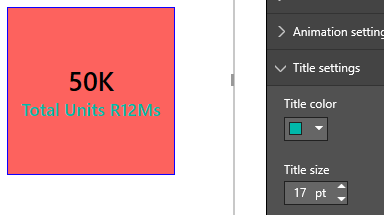 50K
Total Units R12Ms
Animation setting
Title settings
Title color
Title size
17 pt